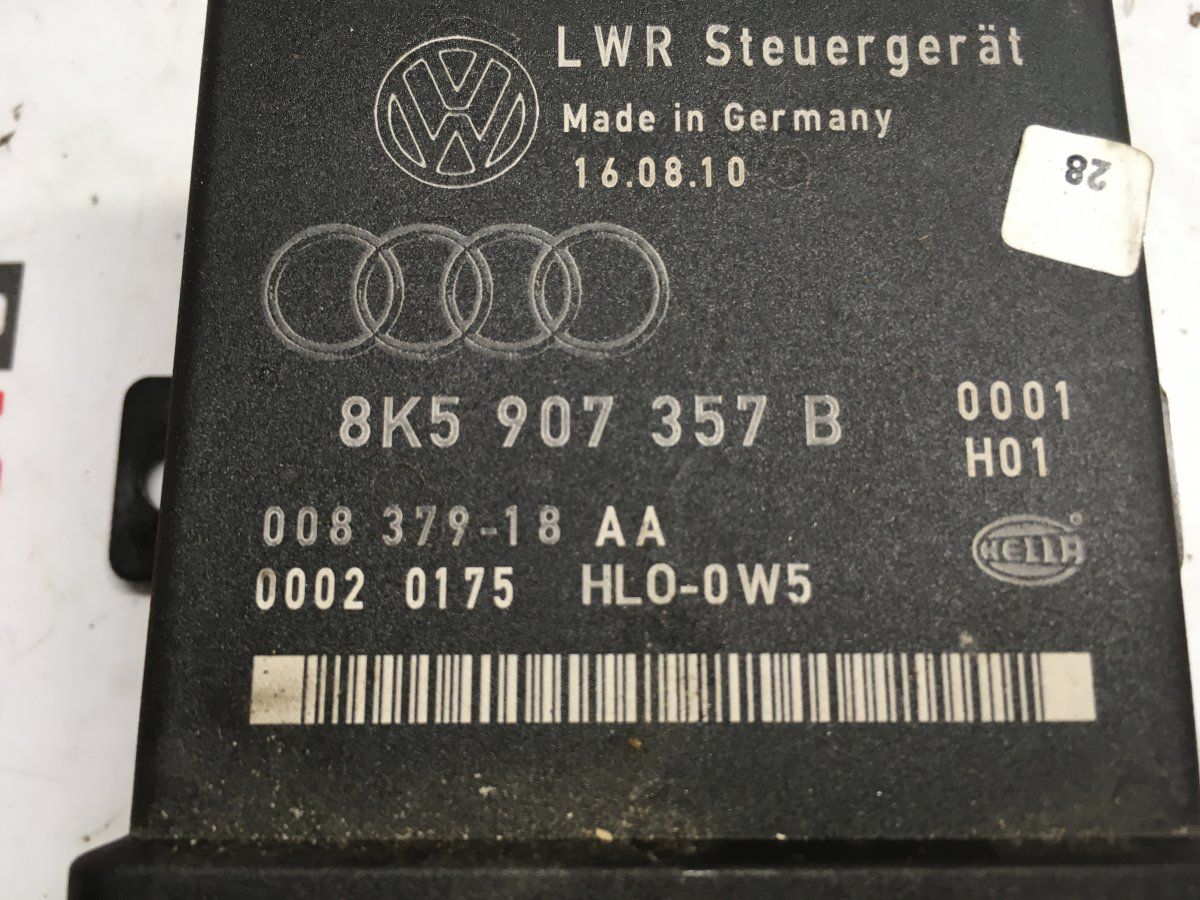 LWR Steuergerät
Made in Germany
16.08.10
28
8K5 907 357 B
0001
H01
008 379-18 AA
HELLA
0002 0175 HLO-0W5